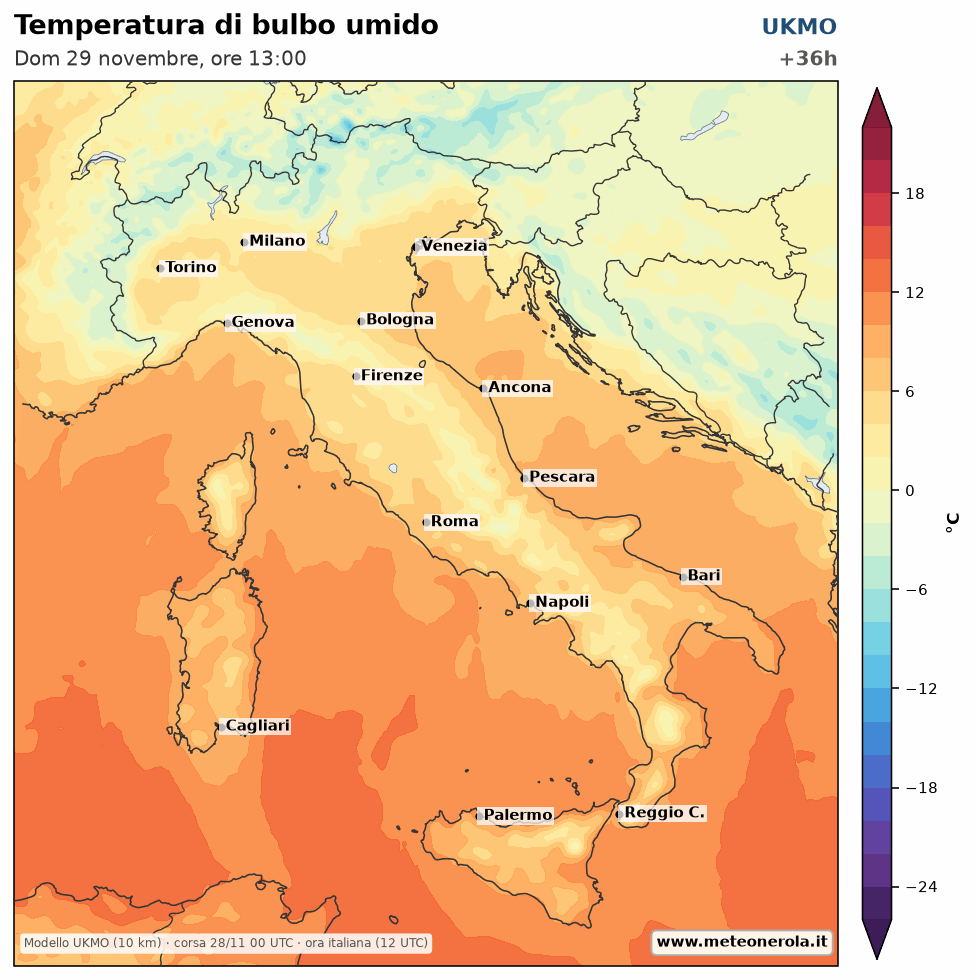 Temperatura di bulbo umido
UKMO
Dom 29 novembre, ore 13:00
+36h
Milano
Venezia
Torino
Genova
Bologna
Firenze
Ancona
Pescara
Roma
Bari
Napoli
Cagliari
Palermo
Reggio C.
18
12
6
0
−6
−12
−18
−24
°C
Modello UKMO (10 km) · corsa 28/11 00 UTC · ora italiana (12 UTC)
www.meteonerola.it